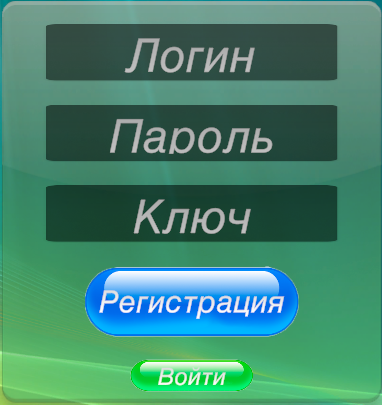 Логин
Пароль
Ключ
Регистрация
Войти